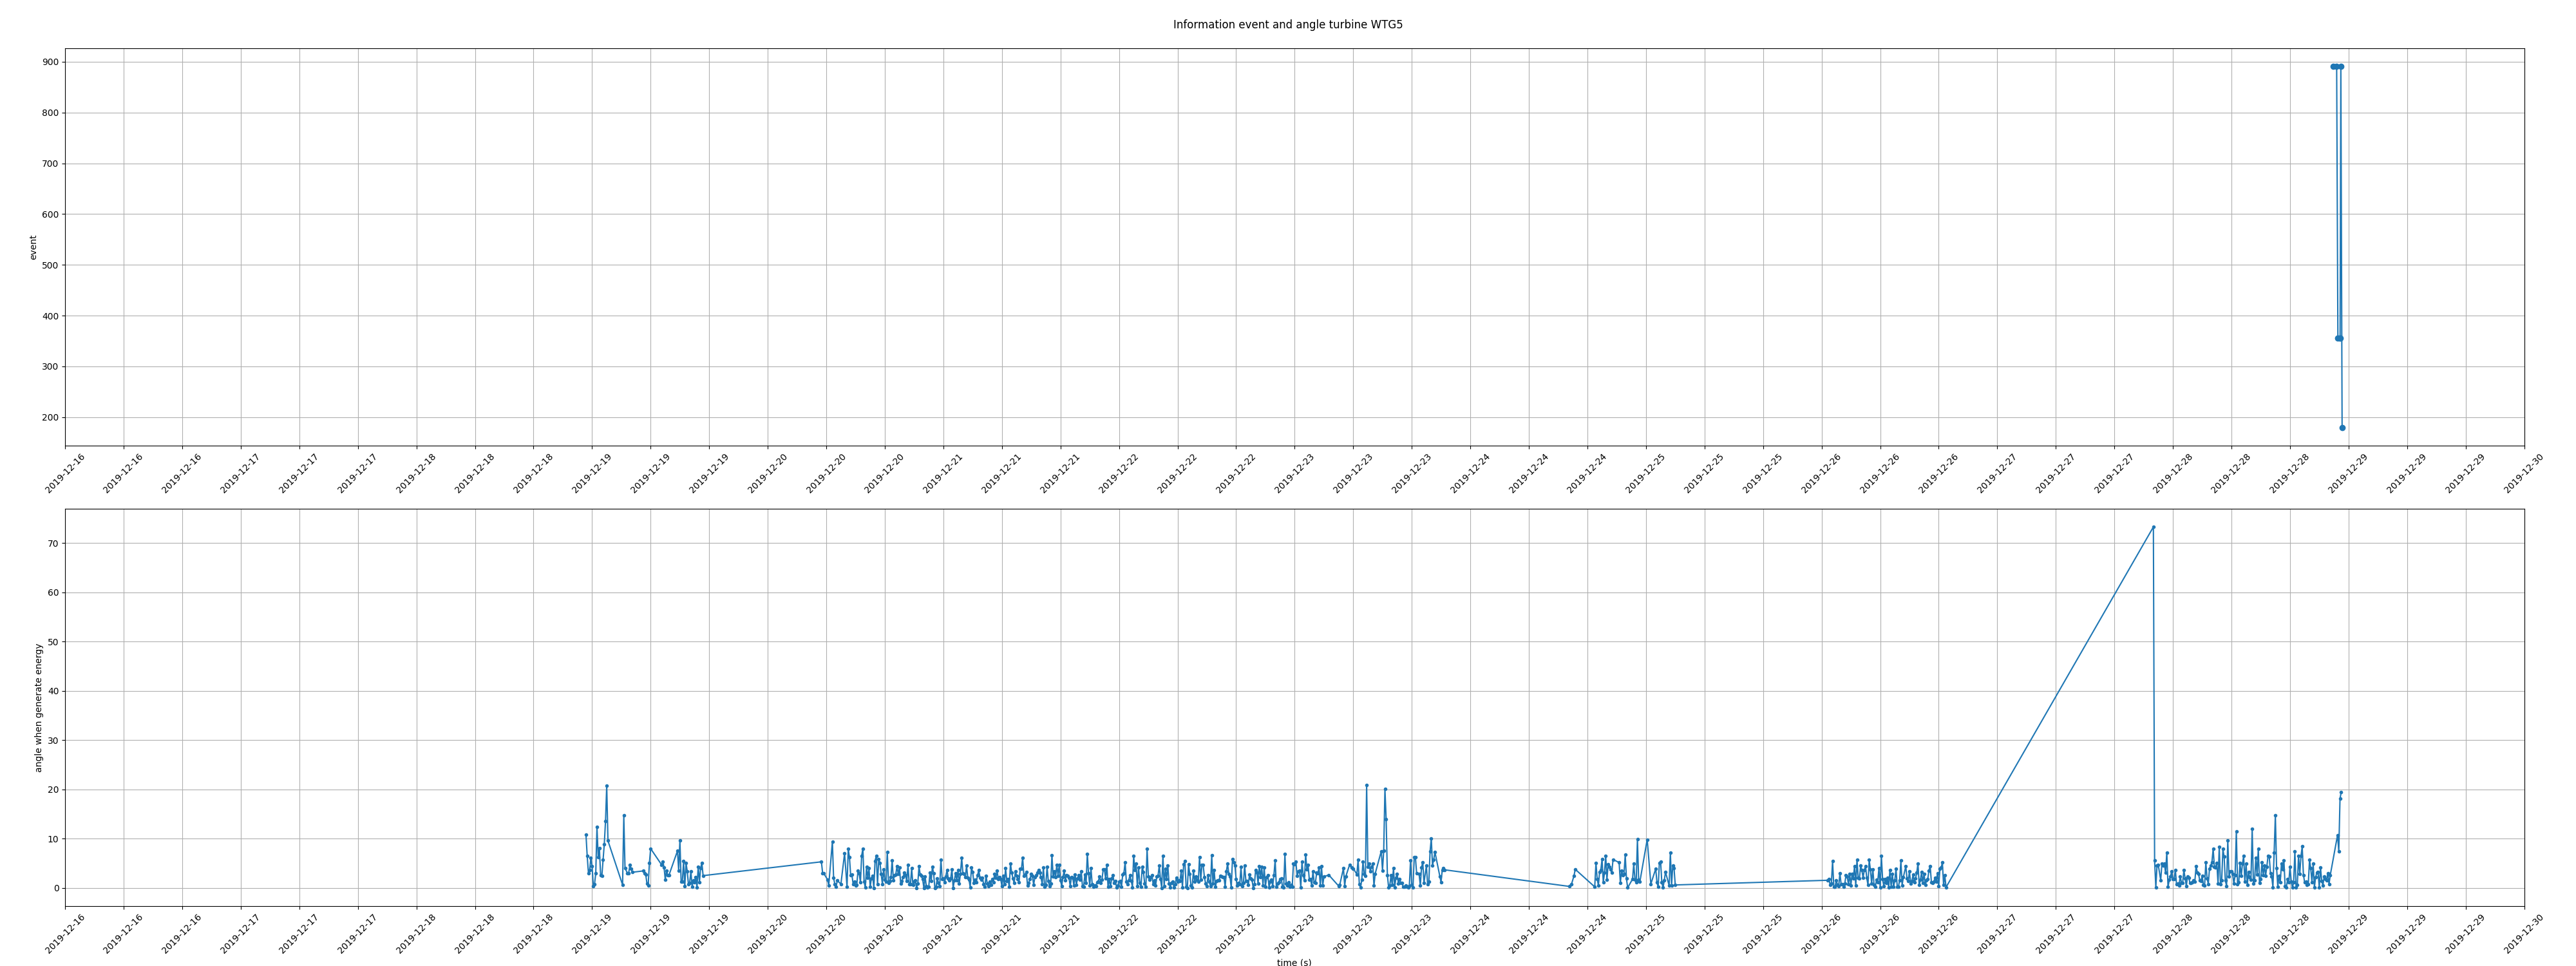 Information event and angle turbine WTG5
900
800
700
600
500
400
300
200
event
2019-12-16 2019-12-16 2019-12-16 2019-12-17 2019-12-17 2019-12-17 2019-12-18 2019-12-18 2019-12-18 2019-12-19 2019-12-19 2019-12-19 2019-12-20 2019-12-20 2019-12-20 2019-12-21 2019-12-21 2019-12-21 2019-12-22 2019-12-22 2019-12-22 2019-12-23 2019-12-23 2019-12-23 2019-12-24 2019-12-24 2019-12-24 2019-12-25 2019-12-25 2019-12-25 2019-12-26 2019-12-26 2019-12-26 2019-12-27 2019-12-27 2019-12-27 2019-12-28 2019-12-28 2019-12-28 2019-12-29 2019-12-29 2019-12-29 2019-12-30
70
60
50
40
30
20
10
0
angle when generate energy
2019-12-16 2019-12-16 2019-12-16 2019-12-17 2019-12-17 2019-12-17 2019-12-18 2019-12-18 2019-12-18 2019-12-19 2019-12-19 2019-12-19 2019-12-20 2019-12-20 2019-12-20 2019-12-21 2019-12-21 2019-12-21 2019-12-22 2019-12-22 2019-12-22 2019-12-23 2019-12-23 2019-12-23 2019-12-24 2019-12-24 2019-12-24 2019-12-25 2019-12-25 2019-12-25 2019-12-26 2019-12-26 2019-12-26 2019-12-27 2019-12-27 2019-12-27 2019-12-28 2019-12-28 2019-12-28 2019-12-29 2019-12-29 2019-12-29 2019-12-30
time (s)